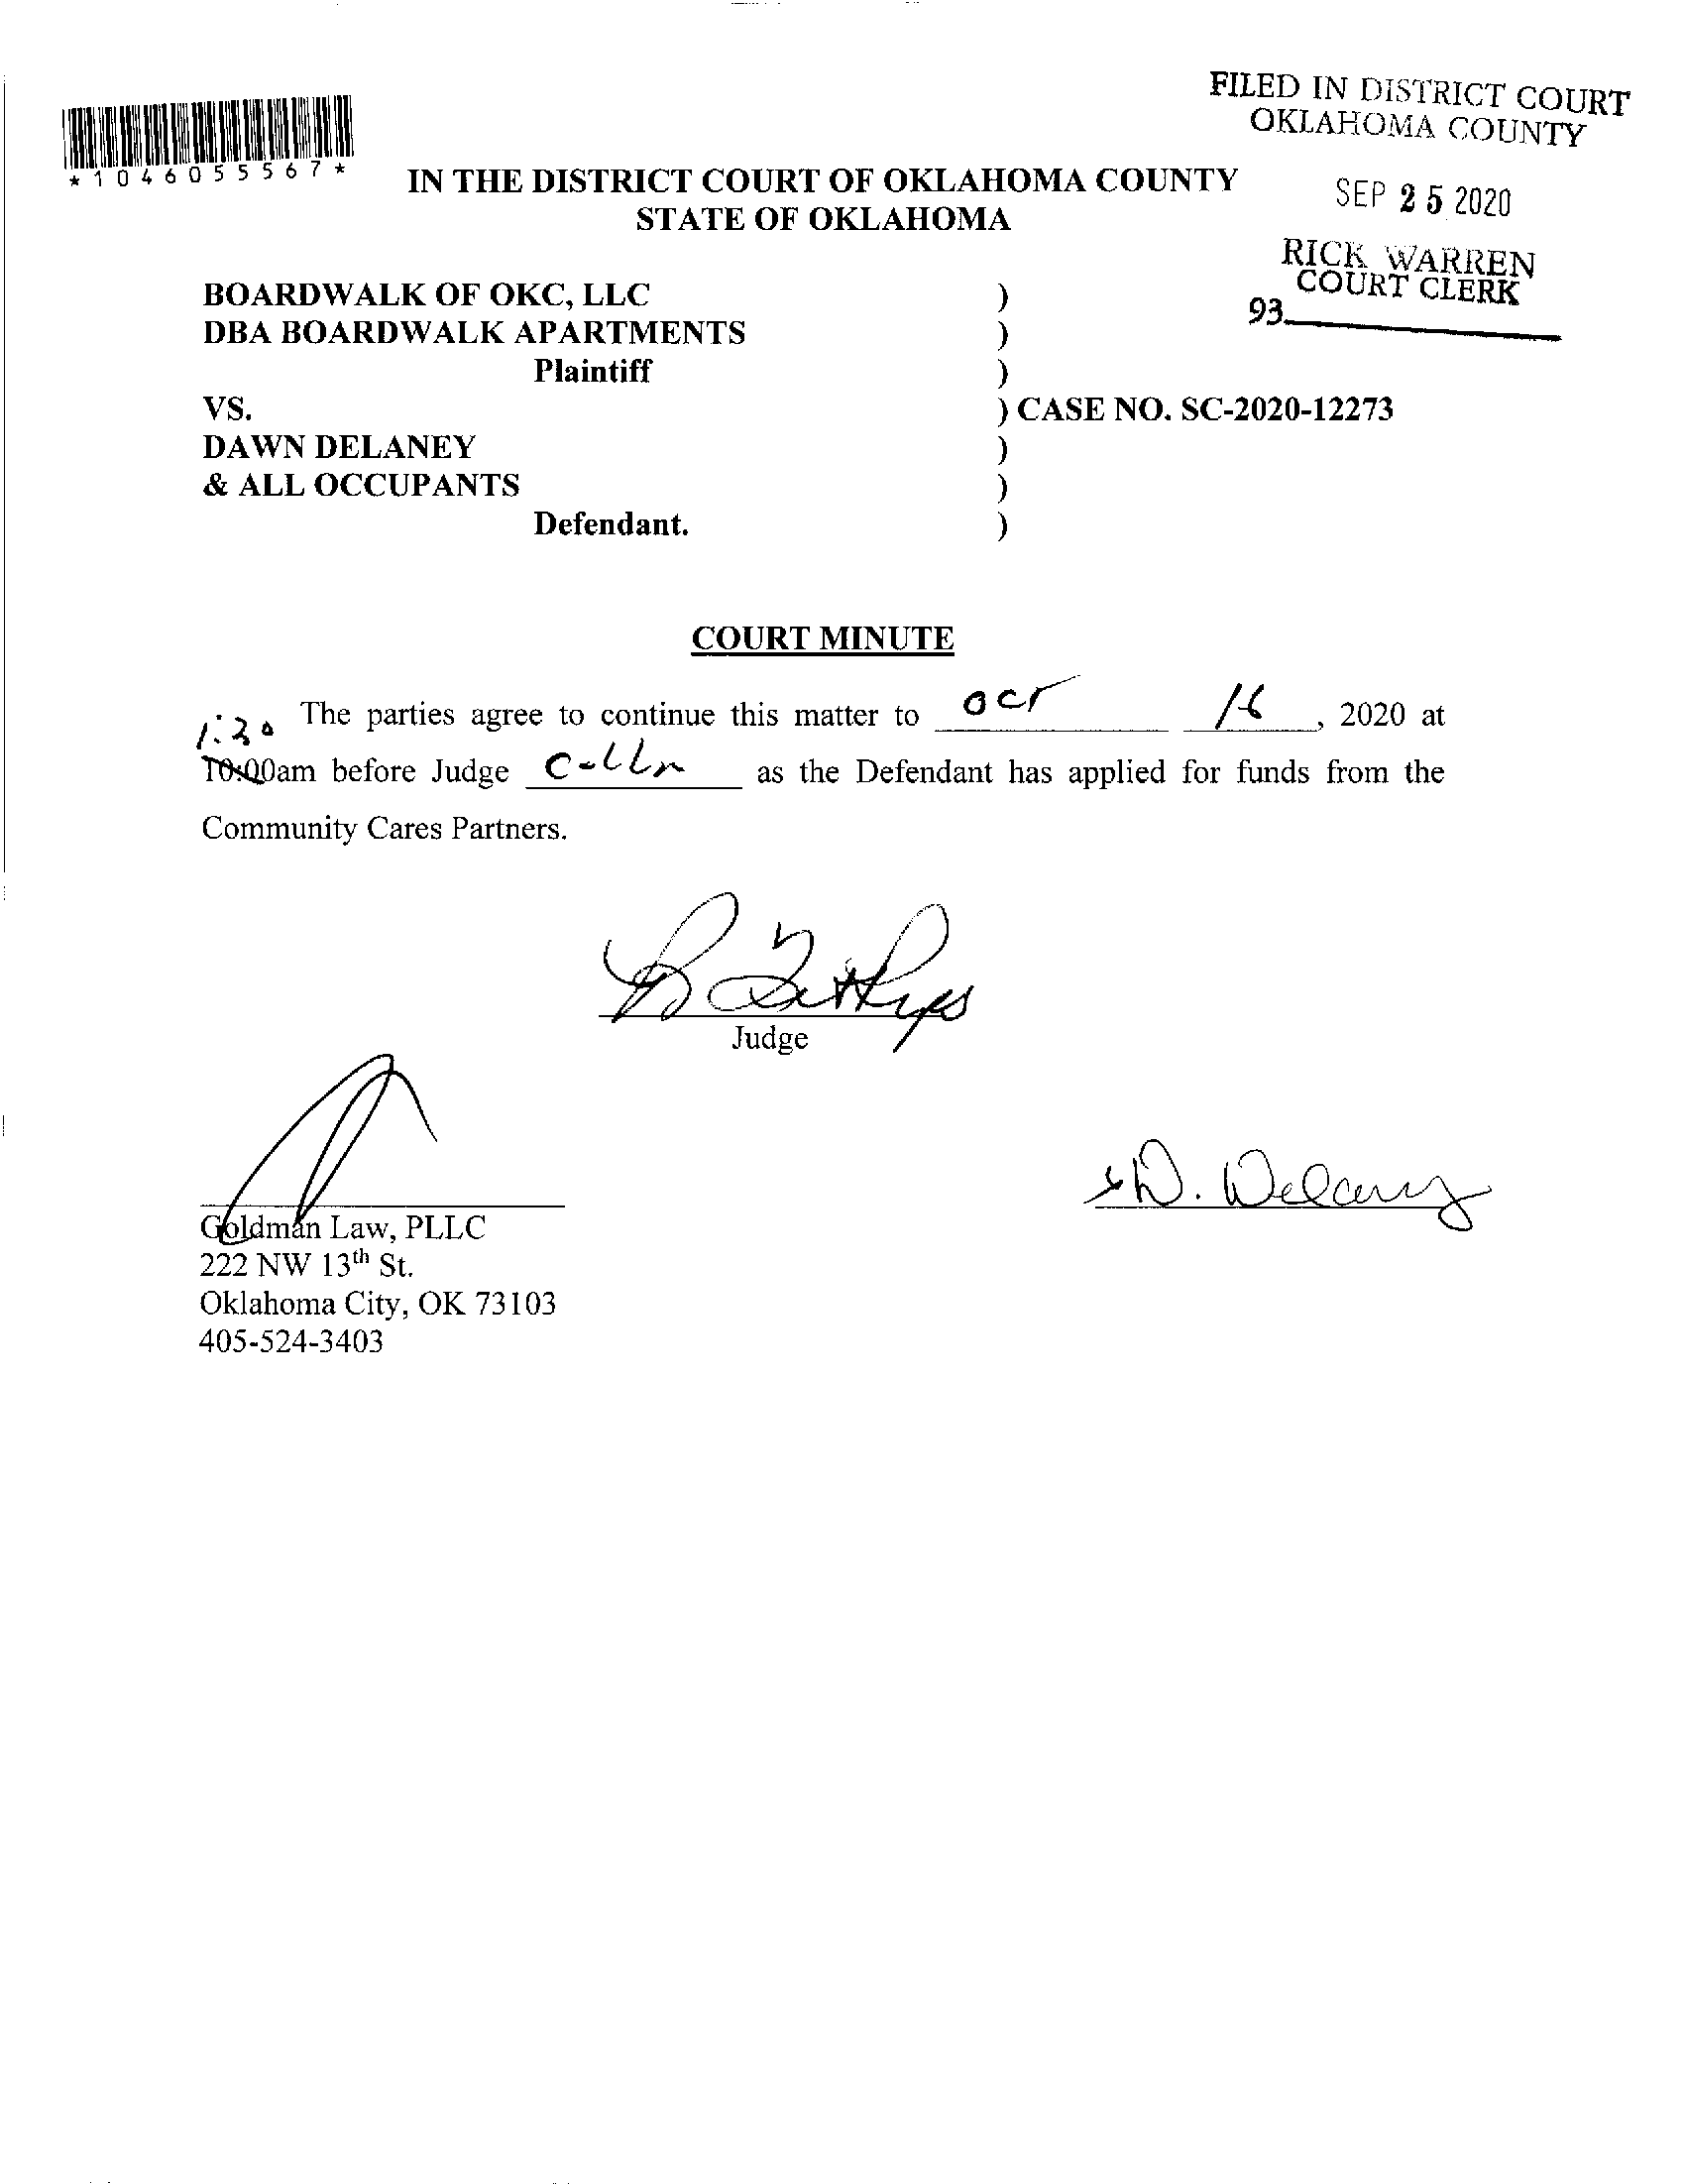 FILED IN DISTRICT COURT
OKLAHOMA COUNTY
SEP 25 2020
RICK WARREN
COURT CLERK
93
*1046055567*
IN THE DISTRICT COURT OF OKLAHOMA COUNTY
STATE OF OKLAHOMA
BOARDWALK OF OKC, LLC )
DBA BOARDWALK APARTMENTS )
Plaintiff )
VS. ) CASE NO. SC-2020-12273
DAWN DELANEY )
& ALL OCCUPANTS )
Defendant. )
COURT MINUTE
The parties agree to continue this matter to OCT 16, 2020 at
1:30
10:00am before Judge as the Defendant has applied for funds from the
Community Cares Partners.
Judge
D. Delaney
Goldman Law, PLLC
222 NW 13th St.
Oklahoma City, OK 73103
405-524-3403